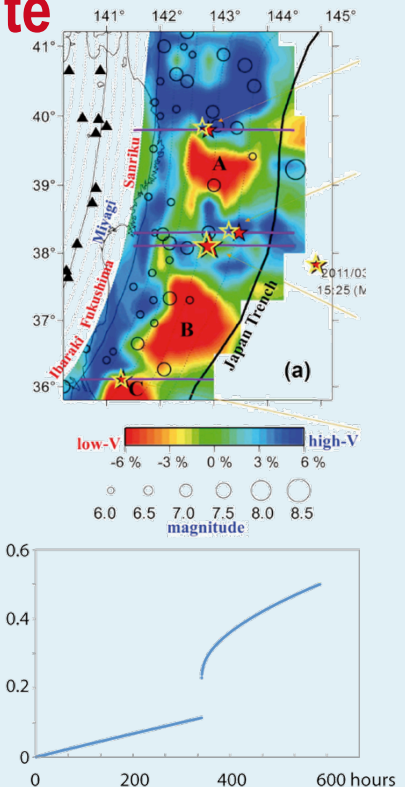 te
141° 142° 143° 144° 145°
41°
40°
39°
38°
37°
36°
Sanriku
Miyagi
Fukushima
Ibaraki
A
B
C
Japan Trench
(a)
2011/03
15:25 (M
low-V high-V
-6 % -3 % 0 % 3 % 6 %
6.0 6.5 7.0 7.5 8.0 8.5
magnitude
0.6
0.4
0.2
0
0 200 400 600 hours